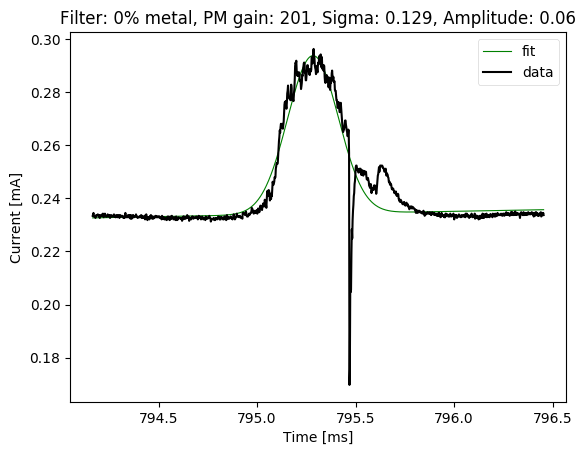 Filter: 0% metal, PM gain: 201, Sigma: 0.129, Amplitude: 0.06
fit
data
0.30
0.28
0.26
0.24
0.22
0.20
0.18
Current [mA]
794.5 795.0 795.5 796.0 796.5
Time [ms]